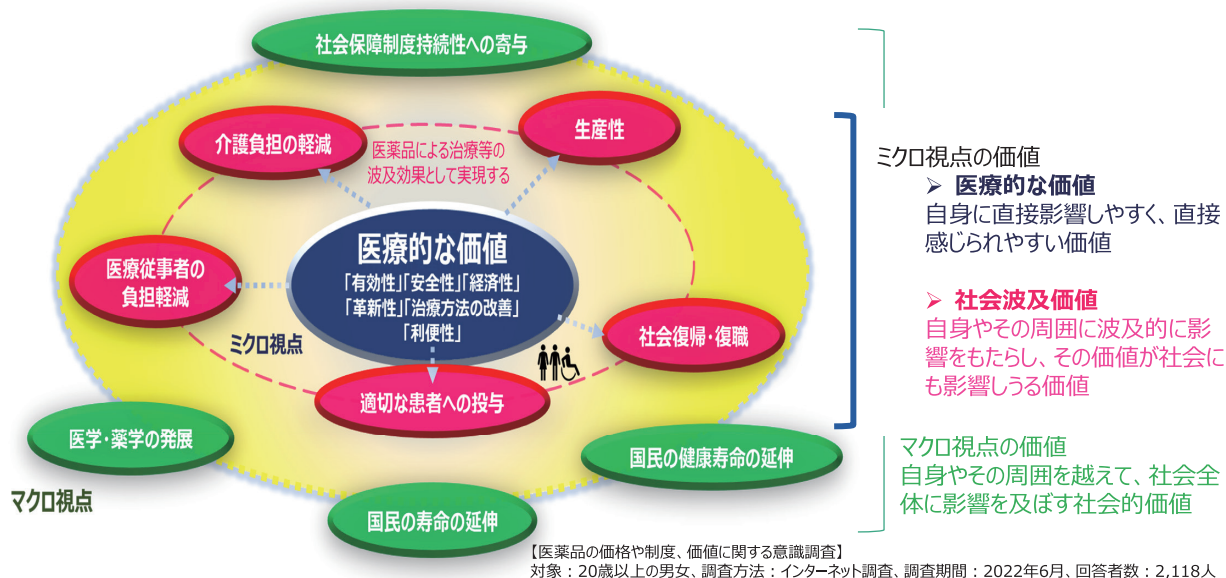 社会保障制度持続性への寄与
介護負担の軽減
生産性
医薬品による治療等の
波及効果として実現する
医療的な価値
「有効性」「安全性」「経済性」
「革新性」「治療方法の改善」
「利便性」
医療従事者の
負担軽減
ミクロ視点
社会復帰・復職
適切な患者への投与
医学・薬学の発展
国民の健康寿命の延伸
マクロ視点
国民の寿命の延伸
ミクロ視点の価値
➢ 医療的な価値
自身に直接影響しやすく、直接
感じられやすい価値
➢ 社会波及価値
自身やその周囲に波及的に影
響をもたらし、その価値が社会に
も影響しうる価値
マクロ視点の価値
自身やその周囲を越えて、社会全
体に影響を及ぼす社会的価値
【医薬品の価格や制度、価値に関する意識調査】
対象：20歳以上の男女、調査方法：インターネット調査、調査期間：2022年6月、回答者数：2,118人